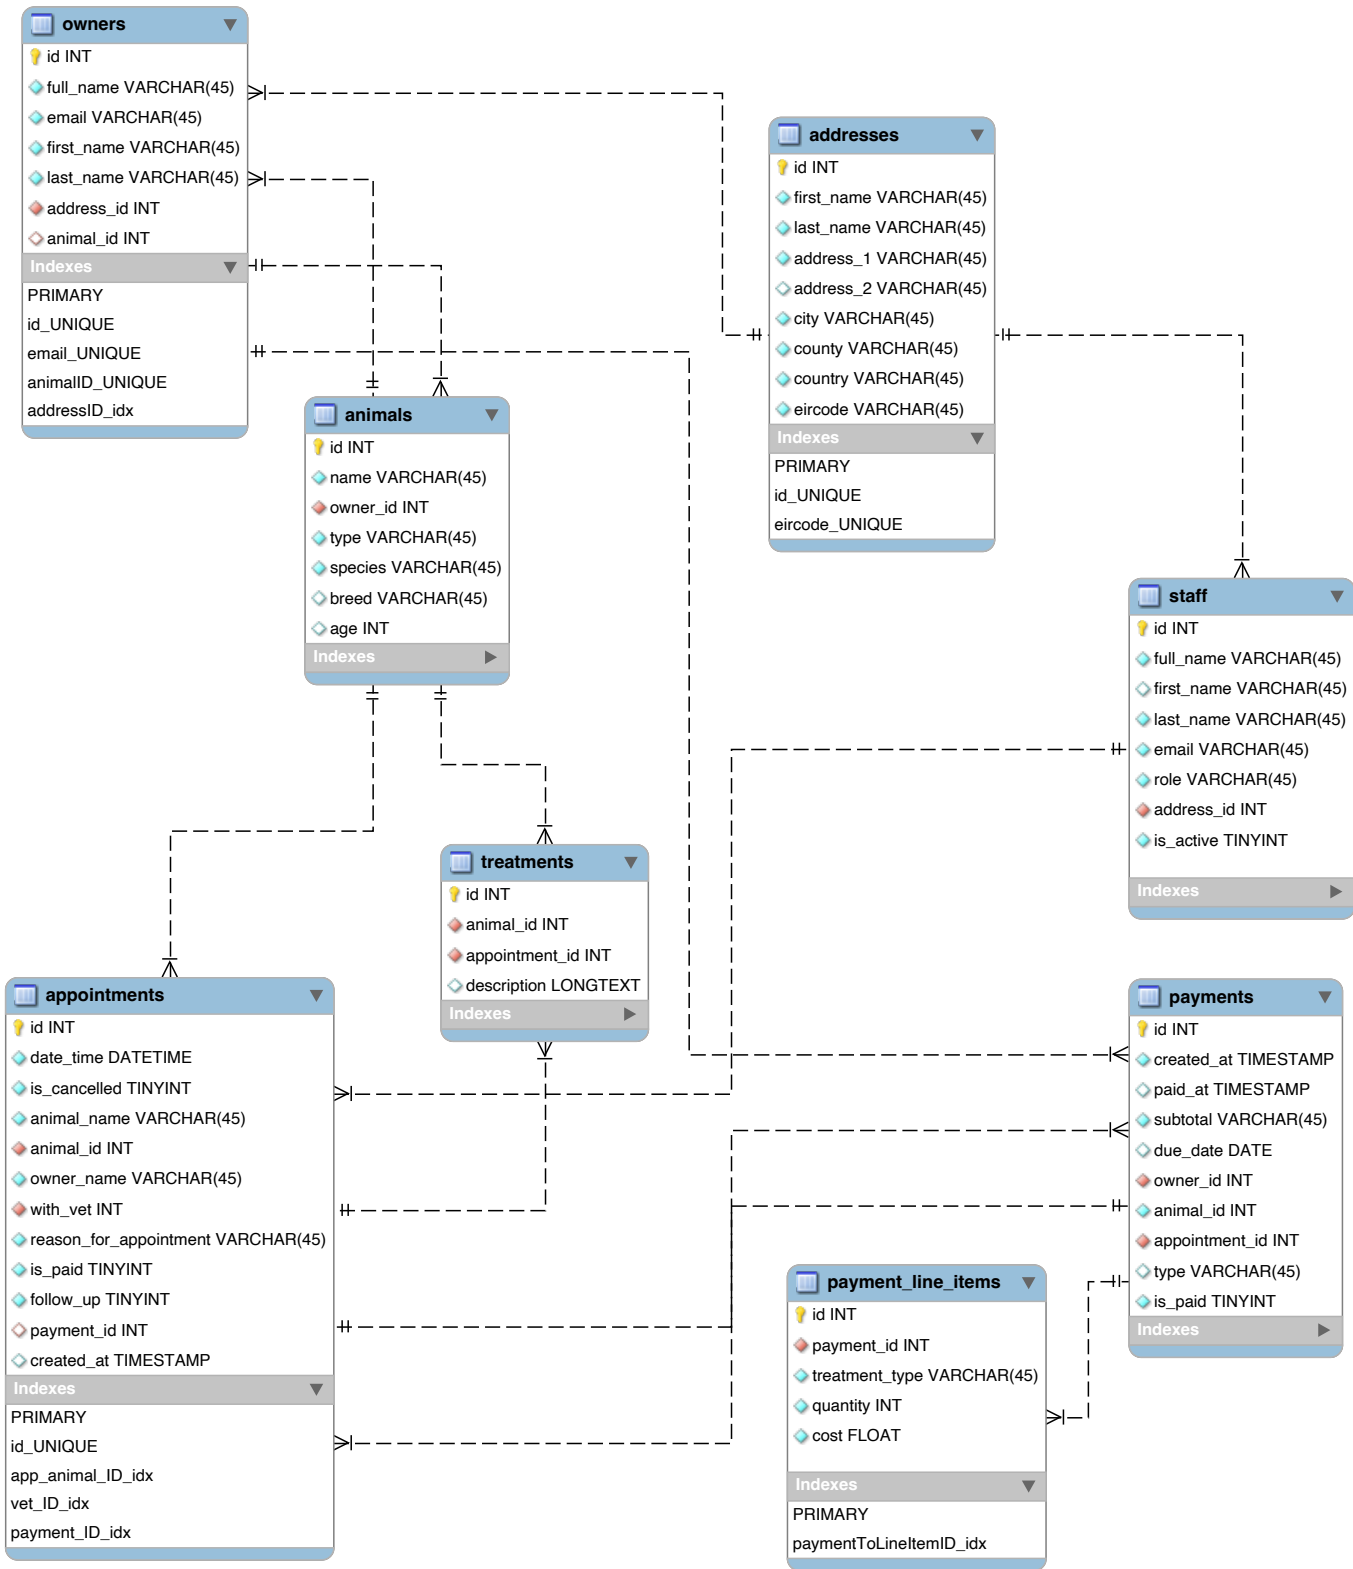 owners
id INT
full_name VARCHAR(45)
email VARCHAR(45)
first_name VARCHAR(45)
last_name VARCHAR(45)
address_id INT
animal_id INT
Indexes
PRIMARY
id_UNIQUE
email_UNIQUE
animalID_UNIQUE
addressID_idx
addresses
id INT
first_name VARCHAR(45)
last_name VARCHAR(45)
address_1 VARCHAR(45)
address_2 VARCHAR(45)
city VARCHAR(45)
county VARCHAR(45)
country VARCHAR(45)
eircode VARCHAR(45)
Indexes
PRIMARY
id_UNIQUE
eircode_UNIQUE
animals
id INT
name VARCHAR(45)
owner_id INT
type VARCHAR(45)
species VARCHAR(45)
breed VARCHAR(45)
age INT
Indexes
staff
id INT
full_name VARCHAR(45)
first_name VARCHAR(45)
last_name VARCHAR(45)
email VARCHAR(45)
role VARCHAR(45)
address_id INT
is_active TINYINT
Indexes
treatments
id INT
animal_id INT
appointment_id INT
description LONGTEXT
Indexes
appointments
id INT
date_time DATETIME
is_cancelled TINYINT
animal_name VARCHAR(45)
animal_id INT
owner_name VARCHAR(45)
with_vet INT
reason_for_appointment VARCHAR(45)
is_paid TINYINT
follow_up TINYINT
payment_id INT
created_at TIMESTAMP
Indexes
PRIMARY
id_UNIQUE
app_animal_ID_idx
vet_ID_idx
payment_ID_idx
payments
id INT
created_at TIMESTAMP
paid_at TIMESTAMP
subtotal VARCHAR(45)
due_date DATE
owner_id INT
animal_id INT
appointment_id INT
type VARCHAR(45)
is_paid TINYINT
Indexes
payment_line_items
id INT
payment_id INT
treatment_type VARCHAR(45)
quantity INT
cost FLOAT
Indexes
PRIMARY
paymentToLineItemID_idx